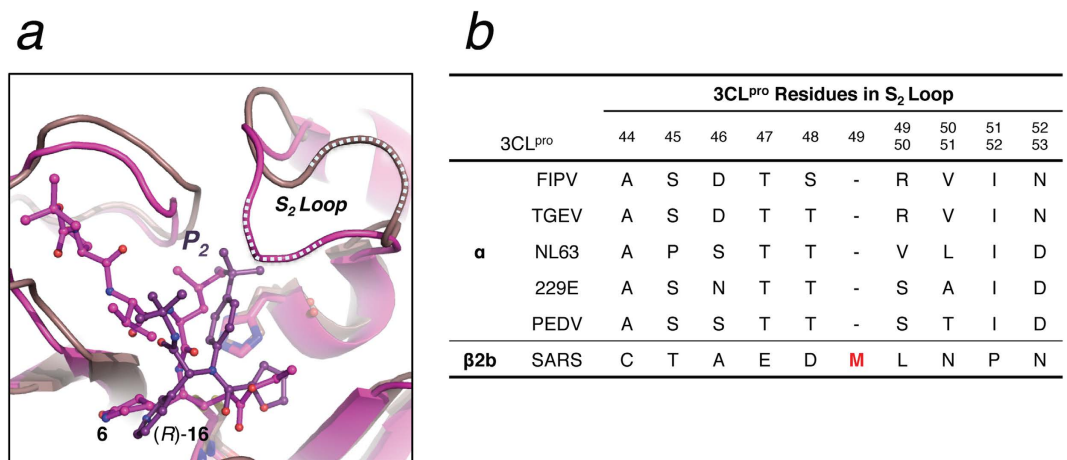 a
S₂ Loop
P₂
6 (R)-16
b
3CLᵖʳᵒ Residues in S₂ Loop
3CLᵖʳᵒ 44 45 46 47 48 49 49 50 51 52
50 51 52 53
FIPV A S D T S - R V I N
TGEV A S D T T - R V I N
α NL63 A P S T T - V L I D
229E A S N T T - S A I D
PEDV A S S T T - S T I D
β2b SARS C T A E D M L N P N